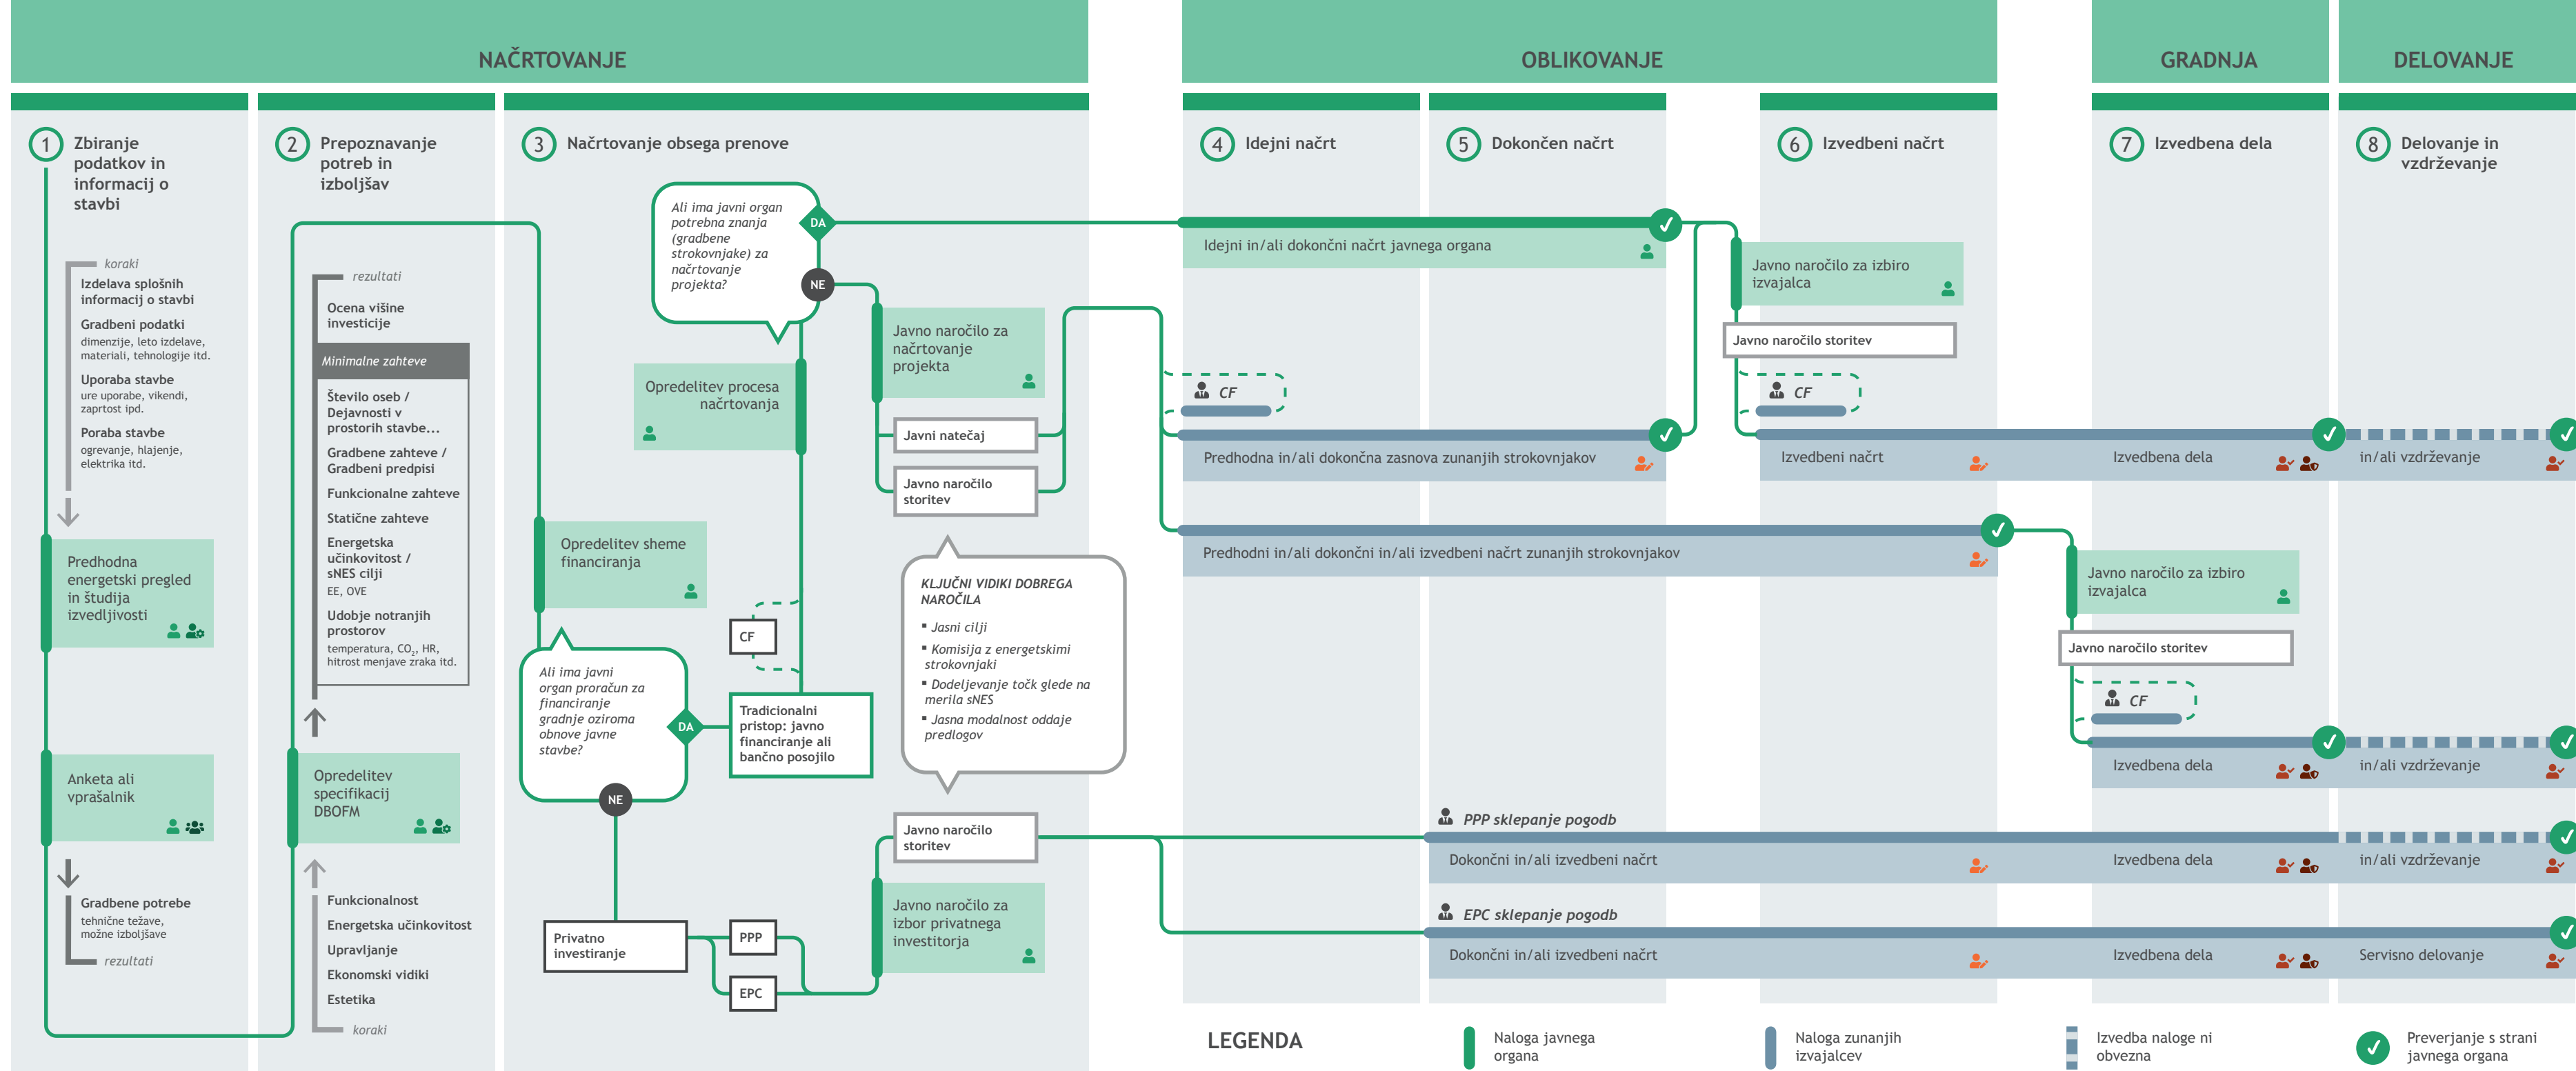 NAČRTOVANJE
OBLIKOVANJE
GRADNJA
DELOVANJE
1
Zbiranje
podatkov in
informacij o
stavbi
koraki
Izdelava splošnih
informacij o stavbi
Gradbeni podatki
dimenzije, leto izdelave,
materiali, tehnologije itd.
Uporaba stavbe
ure uporabe, vikendi,
zaprtost ipd.
Poraba stavbe
ogrevanje, hlajenje,
elektrika itd.
Predhodna
energetski pregled
in študija
izvedljivosti
Anketa ali
vprašalnik
Gradbene potrebe
tehnične težave,
možne izboljšave
rezultati
2
Prepoznavanje
potreb in
izboljšav
rezultati
Ocena višine
investicije
Minimalne zahteve
Število oseb /
Dejavnosti v
prostorih stavbe...
Gradbene zahteve /
Gradbeni predpisi
Funkcionalne zahteve
Statične zahteve
Energetska
učinkovitost /
sNES cilji
EE, OVE
Udobje notranjih
prostorov
temperatura, CO₂, HR,
hitrost menjave zraka itd.
Opredelitev
specifikacij
DBOFM
Funkcionalnost
Energetska učinkovitost
Upravljanje
Ekonomski vidiki
Estetika
koraki
3
Načrtovanje obsega prenove
Ali ima javni organ
potrebna znanja
(gradbene
strokovnjake) za
načrtovanje
projekta?
DA
NE
Javno naročilo za
načrtovanje
projekta
Opredelitev procesa
načrtovanja
Javni natečaj
Javno naročilo
storitev
Opredelitev sheme
financiranja
CF
KLJUČNI VIDIKI DOBREGA
NAROČILA
▪ Jasni cilji
▪ Komisija z energetskimi
strokovnjaki
▪ Dodeljevanje točk glede na
merila sNES
▪ Jasna modalnost oddaje
predlogov
Ali ima javni
organ proračun za
financiranje
gradnje oziroma
obnove javne
stavbe?
DA
NE
Tradicionalni
pristop: javno
financiranje ali
bančno posojilo
Javno naročilo
storitev
Javno naročilo za
izbor privatnega
investitorja
Privatno
investiranje
PPP
EPC
4
Idejni načrt
5
Dokončen načrt
6
Izvedbeni načrt
7
Izvedbena dela
8
Delovanje in
vzdrževanje
Idejni in/ali dokončni načrt javnega organa
Javno naročilo za izbiro
izvajalca
Javno naročilo storitev
CF
CF
Predhodna in/ali dokončna zasnova zunanjih strokovnjakov
Izvedbeni načrt
Izvedbena dela
in/ali vzdrževanje
Predhodni in/ali dokončni in/ali izvedbeni načrt zunanjih strokovnjakov
Javno naročilo za izbiro
izvajalca
Javno naročilo storitev
CF
Izvedbena dela
in/ali vzdrževanje
PPP sklepanje pogodb
Dokončni in/ali izvedbeni načrt
Izvedbena dela
in/ali vzdrževanje
EPC sklepanje pogodb
Dokončni in/ali izvedbeni načrt
Izvedbena dela
Servisno delovanje
LEGENDA
Naloga javnega
organa
Naloga zunanjih
izvajalcev
Izvedba naloge ni
obvezna
Preverjanje s strani
javnega organa